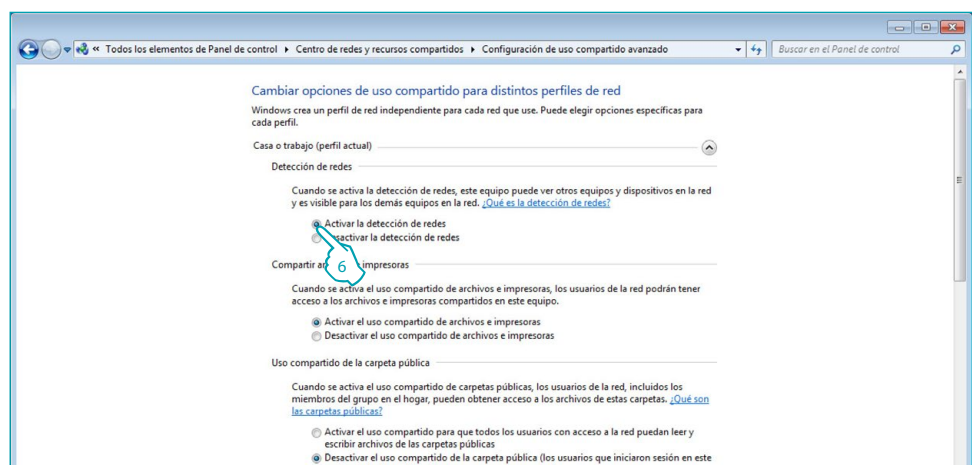 « Todos los elementos de Panel de control ▸ Centro de redes y recursos compartidos ▸ Configuración de uso compartido avanzado
Buscar en el Panel de control
Cambiar opciones de uso compartido para distintos perfiles de red
Windows crea un perfil de red independiente para cada red que use. Puede elegir opciones específicas para
cada perfil.
Casa o trabajo (perfil actual)
Detección de redes
Cuando se activa la detección de redes, este equipo puede ver otros equipos y dispositivos en la red
y es visible para los demás equipos en la red. ¿Qué es la detección de redes?
Activar la detección de redes
Desactivar la detección de redes
6
Compartir impresoras
Cuando se activa el uso compartido de archivos e impresoras, los usuarios de la red podrán tener
acceso a los archivos e impresoras compartidos en este equipo.
Activar el uso compartido de archivos e impresoras
Desactivar el uso compartido de archivos e impresoras
Uso compartido de la carpeta pública
Cuando se activa el uso compartido de carpetas públicas, los usuarios de la red, incluidos los
miembros del grupo en el hogar, pueden obtener acceso a los archivos de estas carpetas. ¿Qué son
las carpetas públicas?
Activar el uso compartido para que todos los usuarios con acceso a la red puedan leer y
escribir archivos de las carpetas públicas
Desactivar el uso compartido de la carpeta pública (los usuarios que iniciaron sesión en este